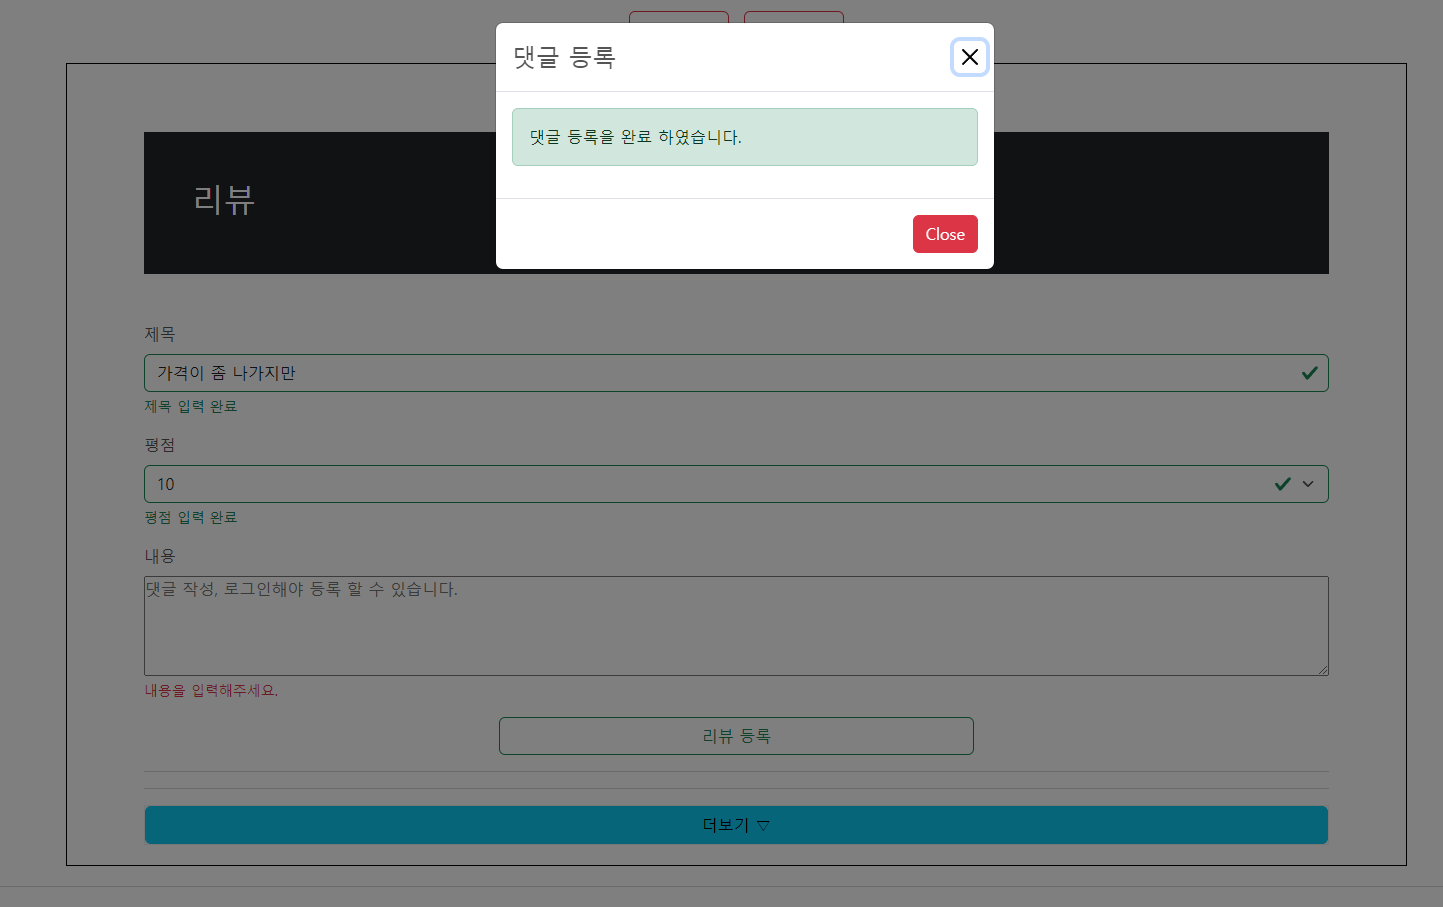 댓글 등록
댓글 등록을 완료 하였습니다.
Close
리뷰
제목
가격이 좀 나가지만
제목 입력 완료
평점
10
평점 입력 완료
내용
댓글 작성, 로그인해야 등록 할 수 있습니다.
내용을 입력해주세요.
리뷰 등록
더보기 ▽